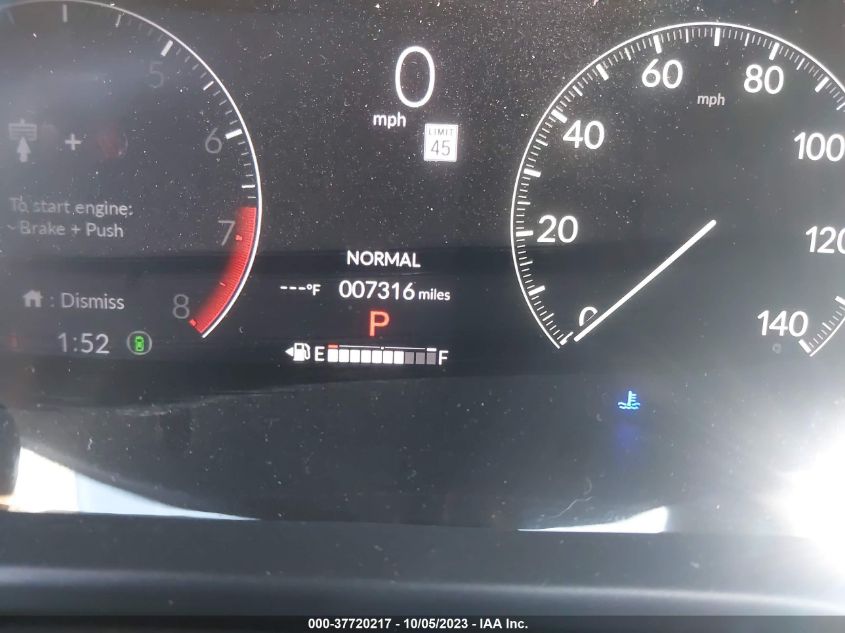 5
6
7
8
+
To start engine:
- Brake + Push
: Dismiss
1:52
0
mph
LIMIT
45
NORMAL
---°F 007316 miles
P
E F
0
20
40
60
80
100
120
140
mph
000-37720217 - 10/05/2023 - IAA Inc.